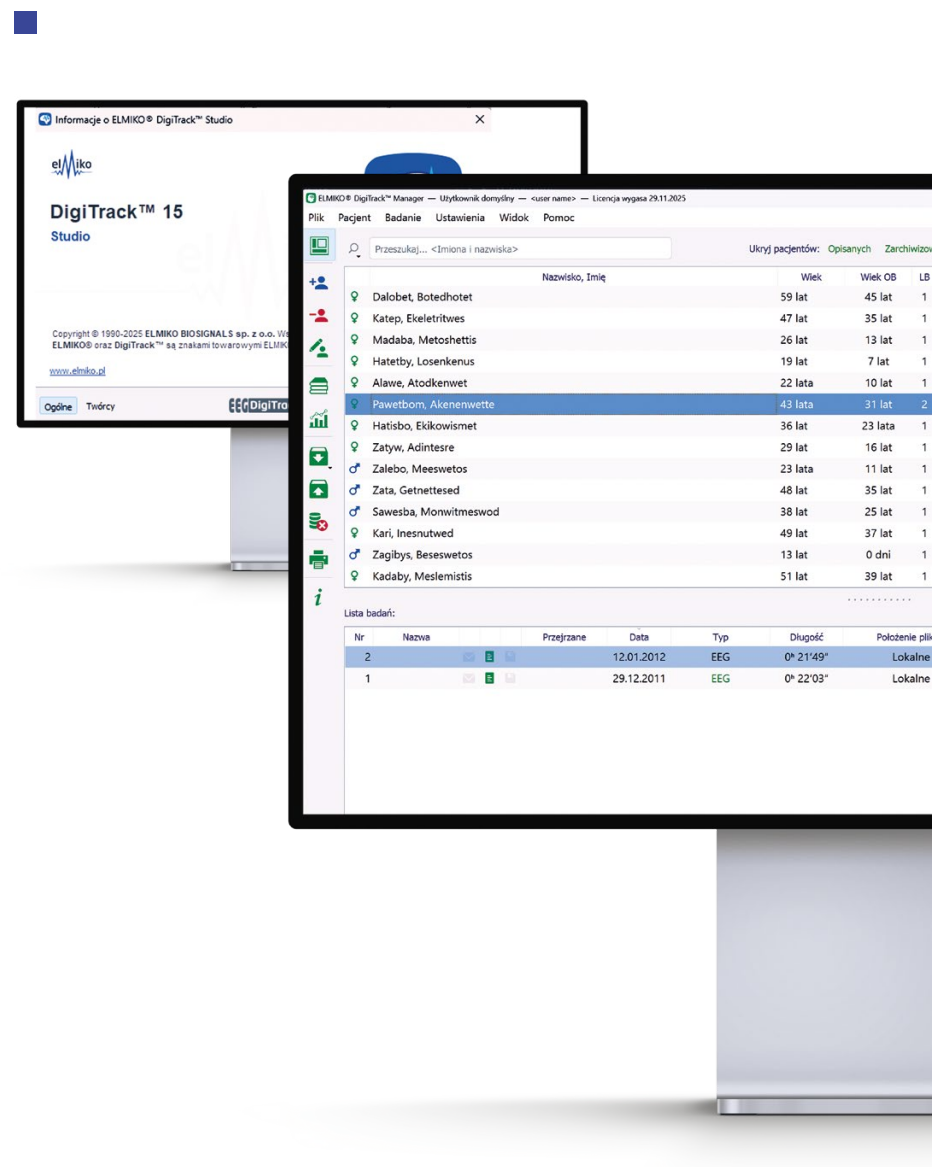 Informacje o ELMIKO® DigiTrack™ Studio
elMiko
DigiTrack™ 15
Studio
Copyright © 1990-2025 ELMIKO BIOSIGNALS sp. z o.o.
ELMIKO® oraz DigiTrack™ są znakami towarowymi
www.elmiko.pl
Ogólne Twórcy
ELMIKO® DigiTrack™ Manager — Użytkownik domyślny — <user name> — Licencja wygasa 29.11.2025
Plik Pacjent Badanie Ustawienia Widok Pomoc
Przeszukaj... <Imiona i nazwiska> Ukryj pacjentów: Opisanych
Nazwisko, Imię Wiek Wiek OB LB
Dalobet, Botedhotet 59 lat 45 lat 1
Katep, Ekeletritwes 47 lat 35 lat 1
Madaba, Metoshettis 26 lat 13 lat 1
Hatetby, Losenkenus 19 lat 7 lat 1
Alawe, Atodkenwet 22 lata 10 lat 1
Pawetbom, Akenenwette 43 lata 31 lat 2
Hatisbo, Ekikowismet 36 lat 23 lata 1
Zatyw, Adintesre 29 lat 16 lat 1
Zalebo, Meeswetos 23 lata 11 lat 1
Zata, Getnettesed 48 lat 35 lat 1
Sawesba, Monwitmeswod 38 lat 25 lat 1
Kari, Inesnutwed 49 lat 37 lat 1
Zagibys, Beseswetos 13 lat 0 dni 1
Kadaby, Meslemistis 51 lat 39 lat 1
Lista badań:
Nr Nazwa Przejrzane Data Typ Długość Położenie
2 12.01.2012 EEG 0ʰ 21'49" Lokalne
1 29.12.2011 EEG 0ʰ 22'03" Lokalne